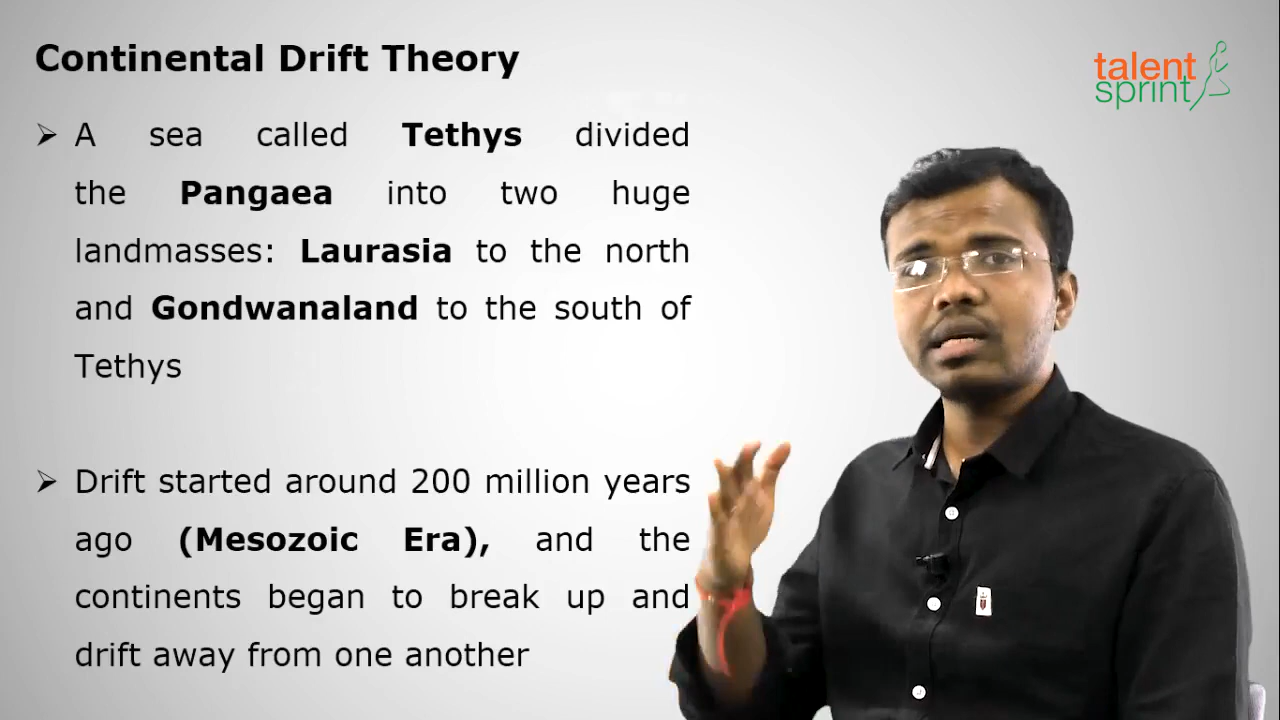 Continental Drift Theory
talent
sprint
➢ A sea called Tethys divided
the Pangaea into two huge
landmasses: Laurasia to the north
and Gondwanaland to the south of
Tethys
➢ Drift started around 200 million years
ago (Mesozoic Era), and the
continents began to break up and
drift away from one another